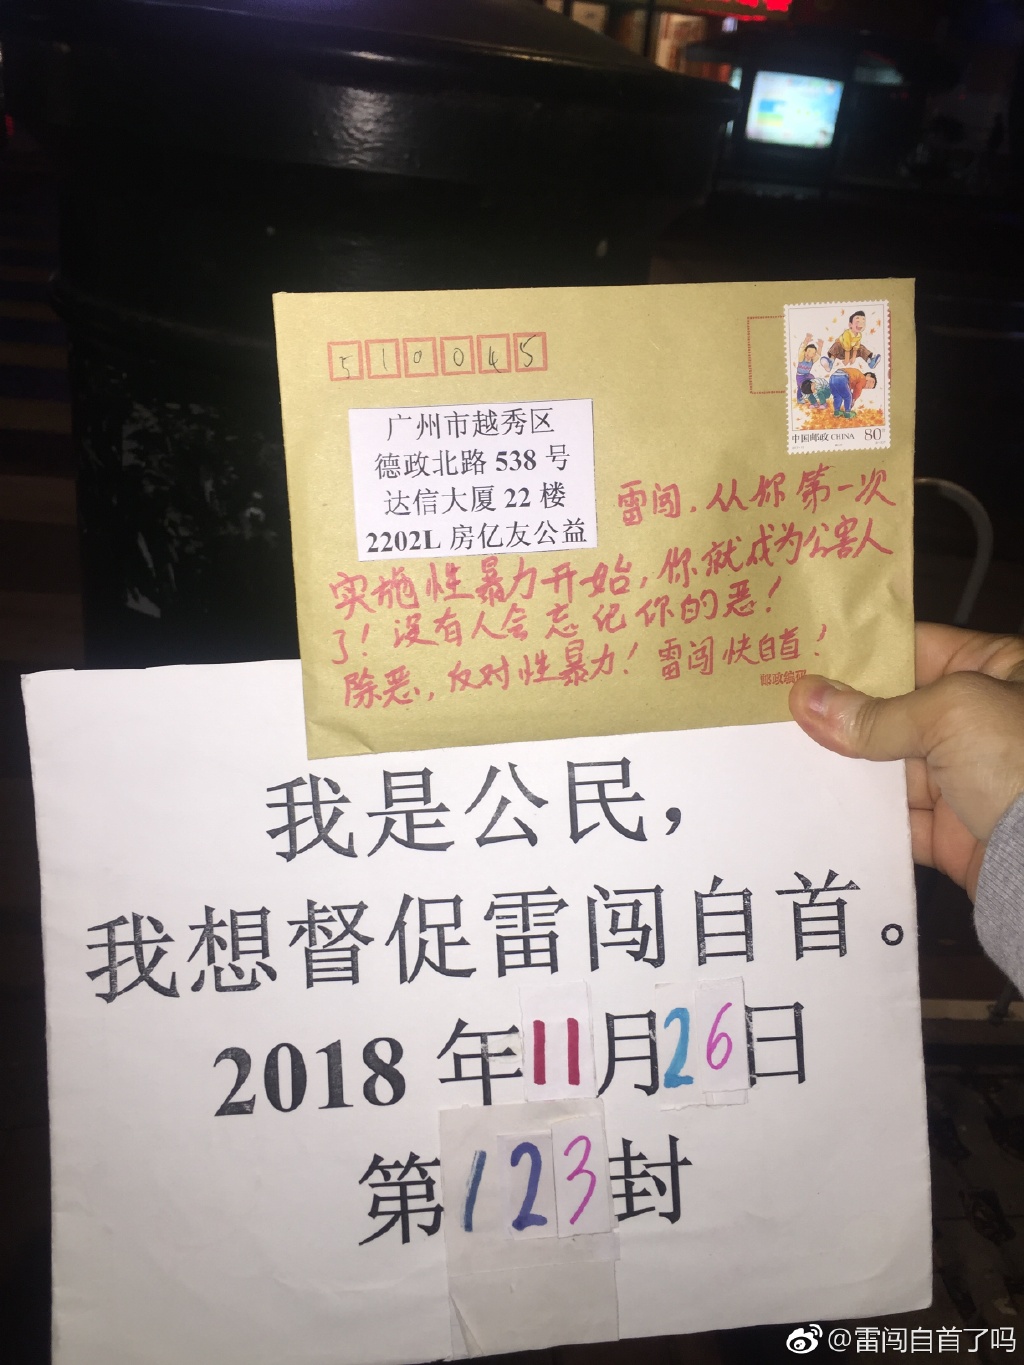 510045
中国邮政 CHINA 80分
广州市越秀区
德政北路 538 号
达信大厦 22 楼
2202L 房亿友公益
雷闯，从你第一次
实施性暴力开始，你就成为公害人
了！没有人会忘记你的恶！
除恶，反对性暴力！雷闯快自首！
我是公民，
我想督促雷闯自首。
2018 年11月26日
第123封
@雷闯自首了吗